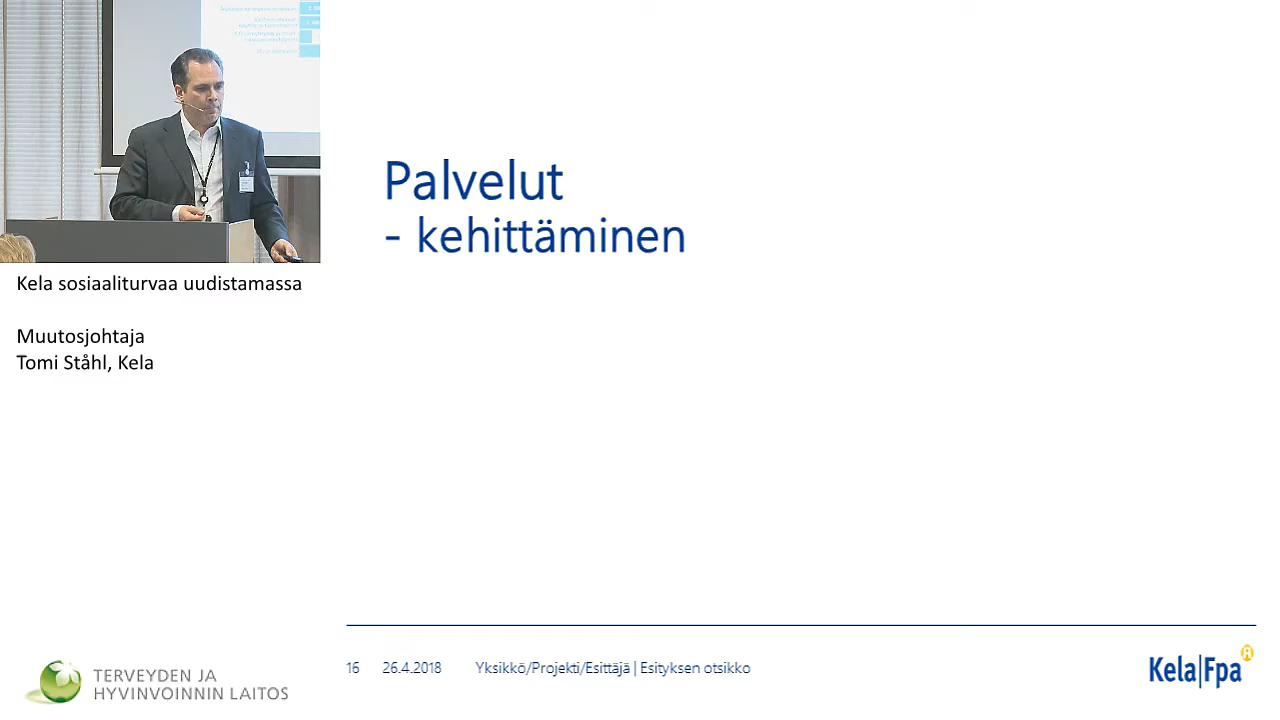 Palvelut
- kehittäminen
Kela sosiaaliturvaa uudistamassa
Muutosjohtaja
Tomi Ståhl, Kela
TERVEYDEN JA
HYVINVOINNIN LAITOS
16 26.4.2018 Yksikkö/Projekti/Esittäjä | Esityksen otsikko
Kela|Fpa